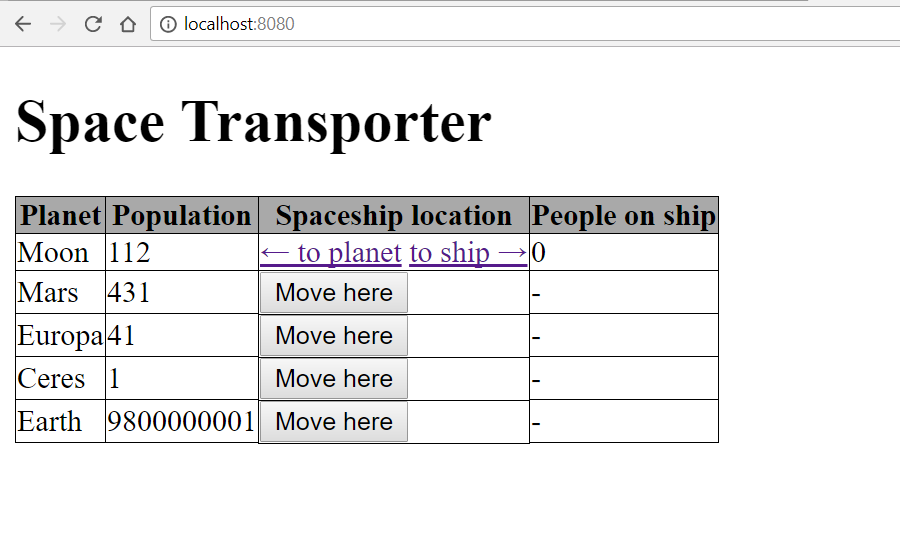 localhost:8080
Space Transporter
Planet Population Spaceship location People on ship
Moon 112 ← to planet to ship → 0
Mars 431 Move here -
Europa 41 Move here -
Ceres 1 Move here -
Earth 9800000001 Move here -